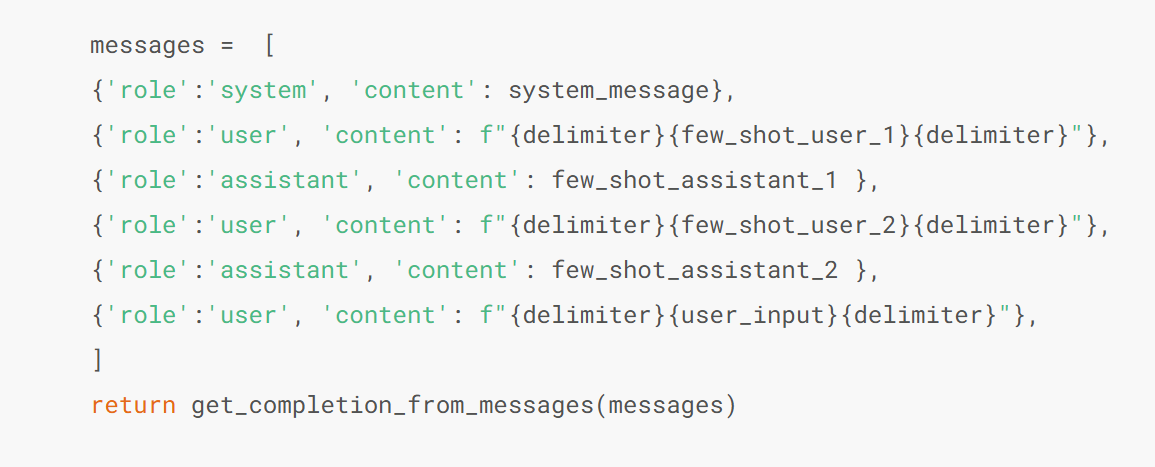 messages =  [
{'role':'system', 'content': system_message},
{'role':'user', 'content': f"{delimiter}{few_shot_user_1}{delimiter}"},
{'role':'assistant', 'content': few_shot_assistant_1 },
{'role':'user', 'content': f"{delimiter}{few_shot_user_2}{delimiter}"},
{'role':'assistant', 'content': few_shot_assistant_2 },
{'role':'user', 'content': f"{delimiter}{user_input}{delimiter}"},
]
return get_completion_from_messages(messages)